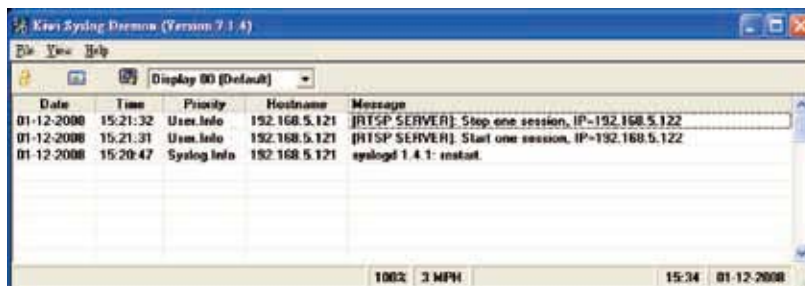 Kiwi Syslog Daemon (Version 7.1.4)
File View Help
Display 00 (Default)
Date Time Priority Hostname Message
01-12-2008 15:21:32 User.Info 192.168.5.121 [RTSP SERVER]: Stop one session, IP=192.168.5.122
01-12-2008 15:21:31 User.Info 192.168.5.121 [RTSP SERVER]: Start one session, IP=192.168.5.122
01-12-2008 15:20:47 Syslog.Info 192.168.5.121 syslogd 1.4.1: restart.
100% 3 MPH 15:34 01-12-2008